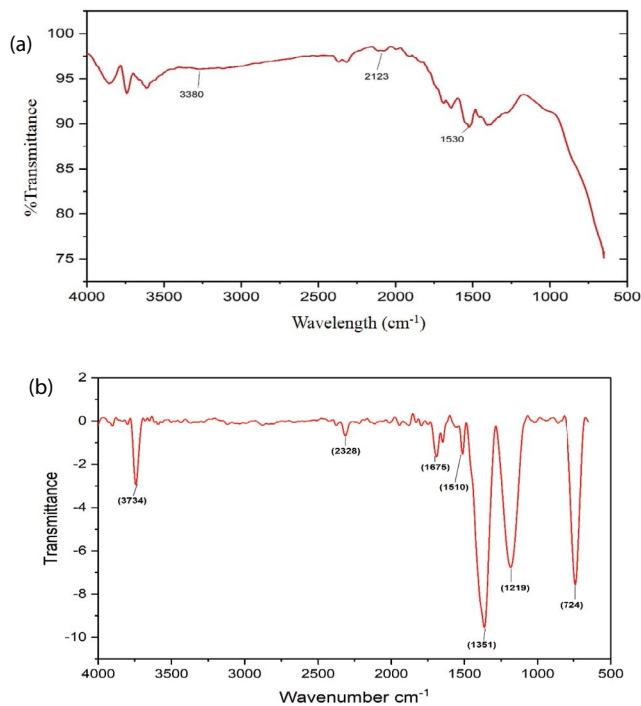 (a)
100
95
90
85
80
75
%Transmittance
3380
2123
1530
4000 3500 3000 2500 2000 1500 1000 500
Wavelength (cm⁻¹)
(b)
2
0
-2
-4
-6
-8
-10
Transmittance
(3734)
(2328)
(1675)
(1510)
(1351)
(1219)
(724)
4000 3500 3000 2500 2000 1500 1000 500
Wavenumber cm⁻¹